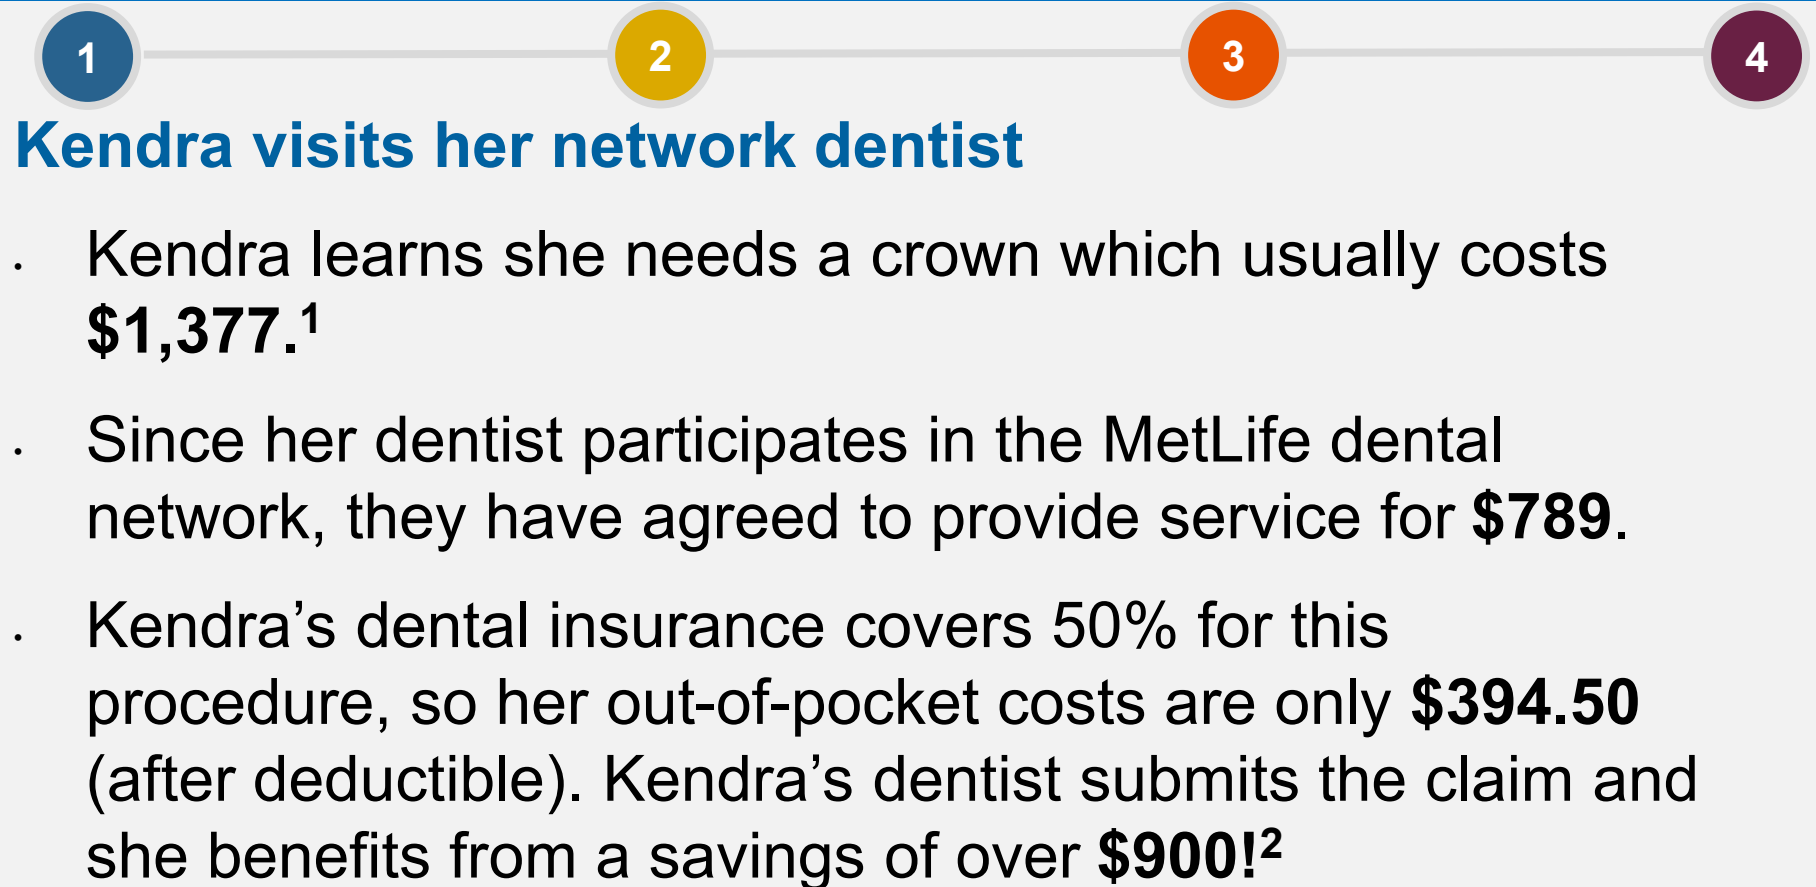 1 2 3 4
Kendra visits her network dentist
· Kendra learns she needs a crown which usually costs
$1,377.¹
· Since her dentist participates in the MetLife dental
network, they have agreed to provide service for $789.
· Kendra’s dental insurance covers 50% for this
procedure, so her out-of-pocket costs are only $394.50
(after deductible). Kendra’s dentist submits the claim and
she benefits from a savings of over $900!²